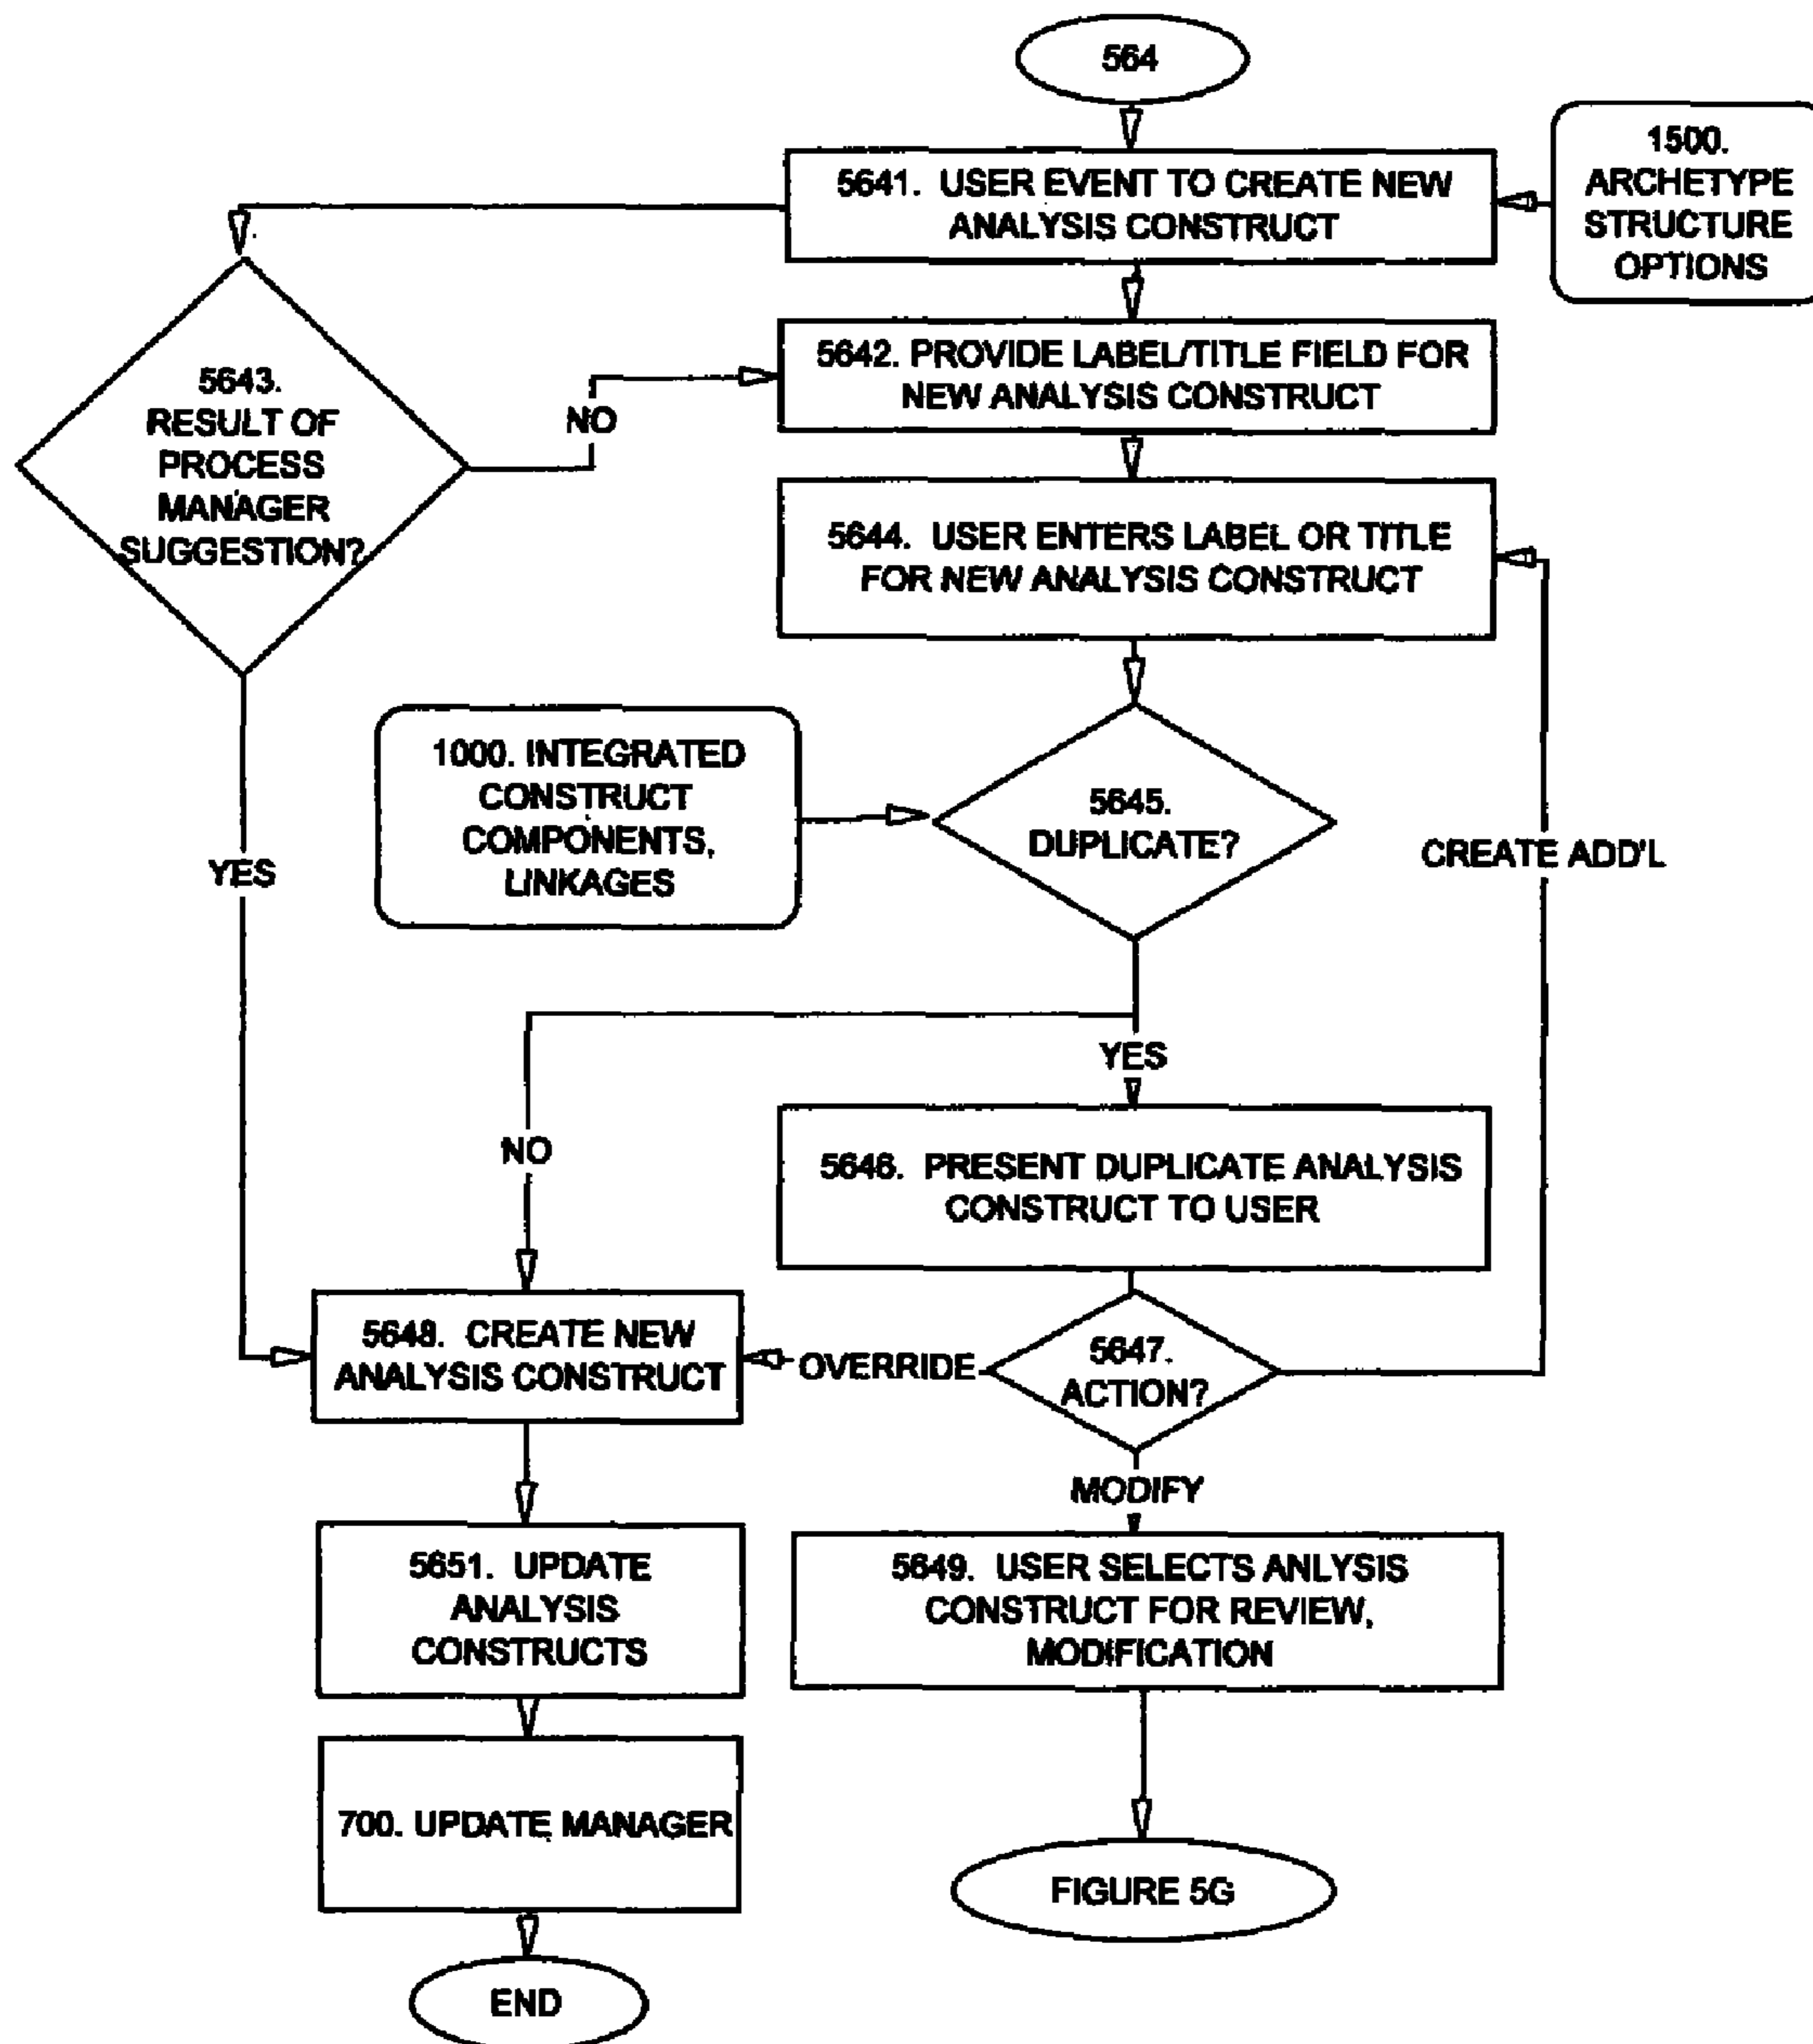 564
1500.
ARCHETYPE
STRUCTURE
OPTIONS
5641. USER EVENT TO CREATE NEW
ANALYSIS CONSTRUCT
5642. PROVIDE LABEL/TITLE FIELD FOR
NEW ANALYSIS CONSTRUCT
5643.
RESULT OF
PROCESS
MANAGER
SUGGESTION?
NO
5644. USER ENTERS LABEL OR TITLE
FOR NEW ANALYSIS CONSTRUCT
1000. INTEGRATED
CONSTRUCT
COMPONENTS,
LINKAGES
5645.
DUPLICATE?
CREATE ADD'L
YES
YES
NO
5646. PRESENT DUPLICATE ANALYSIS
CONSTRUCT TO USER
5648. CREATE NEW
ANALYSIS CONSTRUCT
OVERRIDE
5647.
ACTION?
MODIFY
5651. UPDATE
ANALYSIS
CONSTRUCTS
5649. USER SELECTS ANLYSIS
CONSTRUCT FOR REVIEW,
MODIFICATION
700. UPDATE MANAGER
FIGURE 5G
END